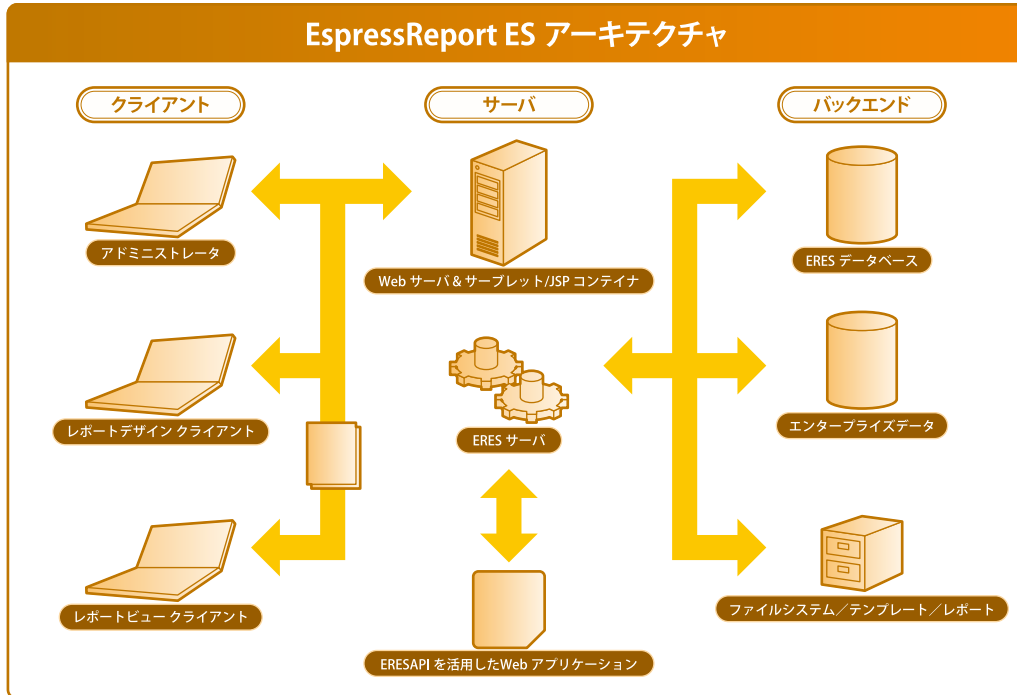 EspressReport ES アーキテクチャ
クライアント
サーバ
バックエンド
アドミニストレータ
Web サーバ & サーブレット/JSP コンテイナ
ERES データベース
レポートデザイン クライアント
ERES サーバ
エンタープライズデータ
レポートビュー クライアント
ファイルシステム／テンプレート／レポート
ERESAPI を活用したWeb アプリケーション